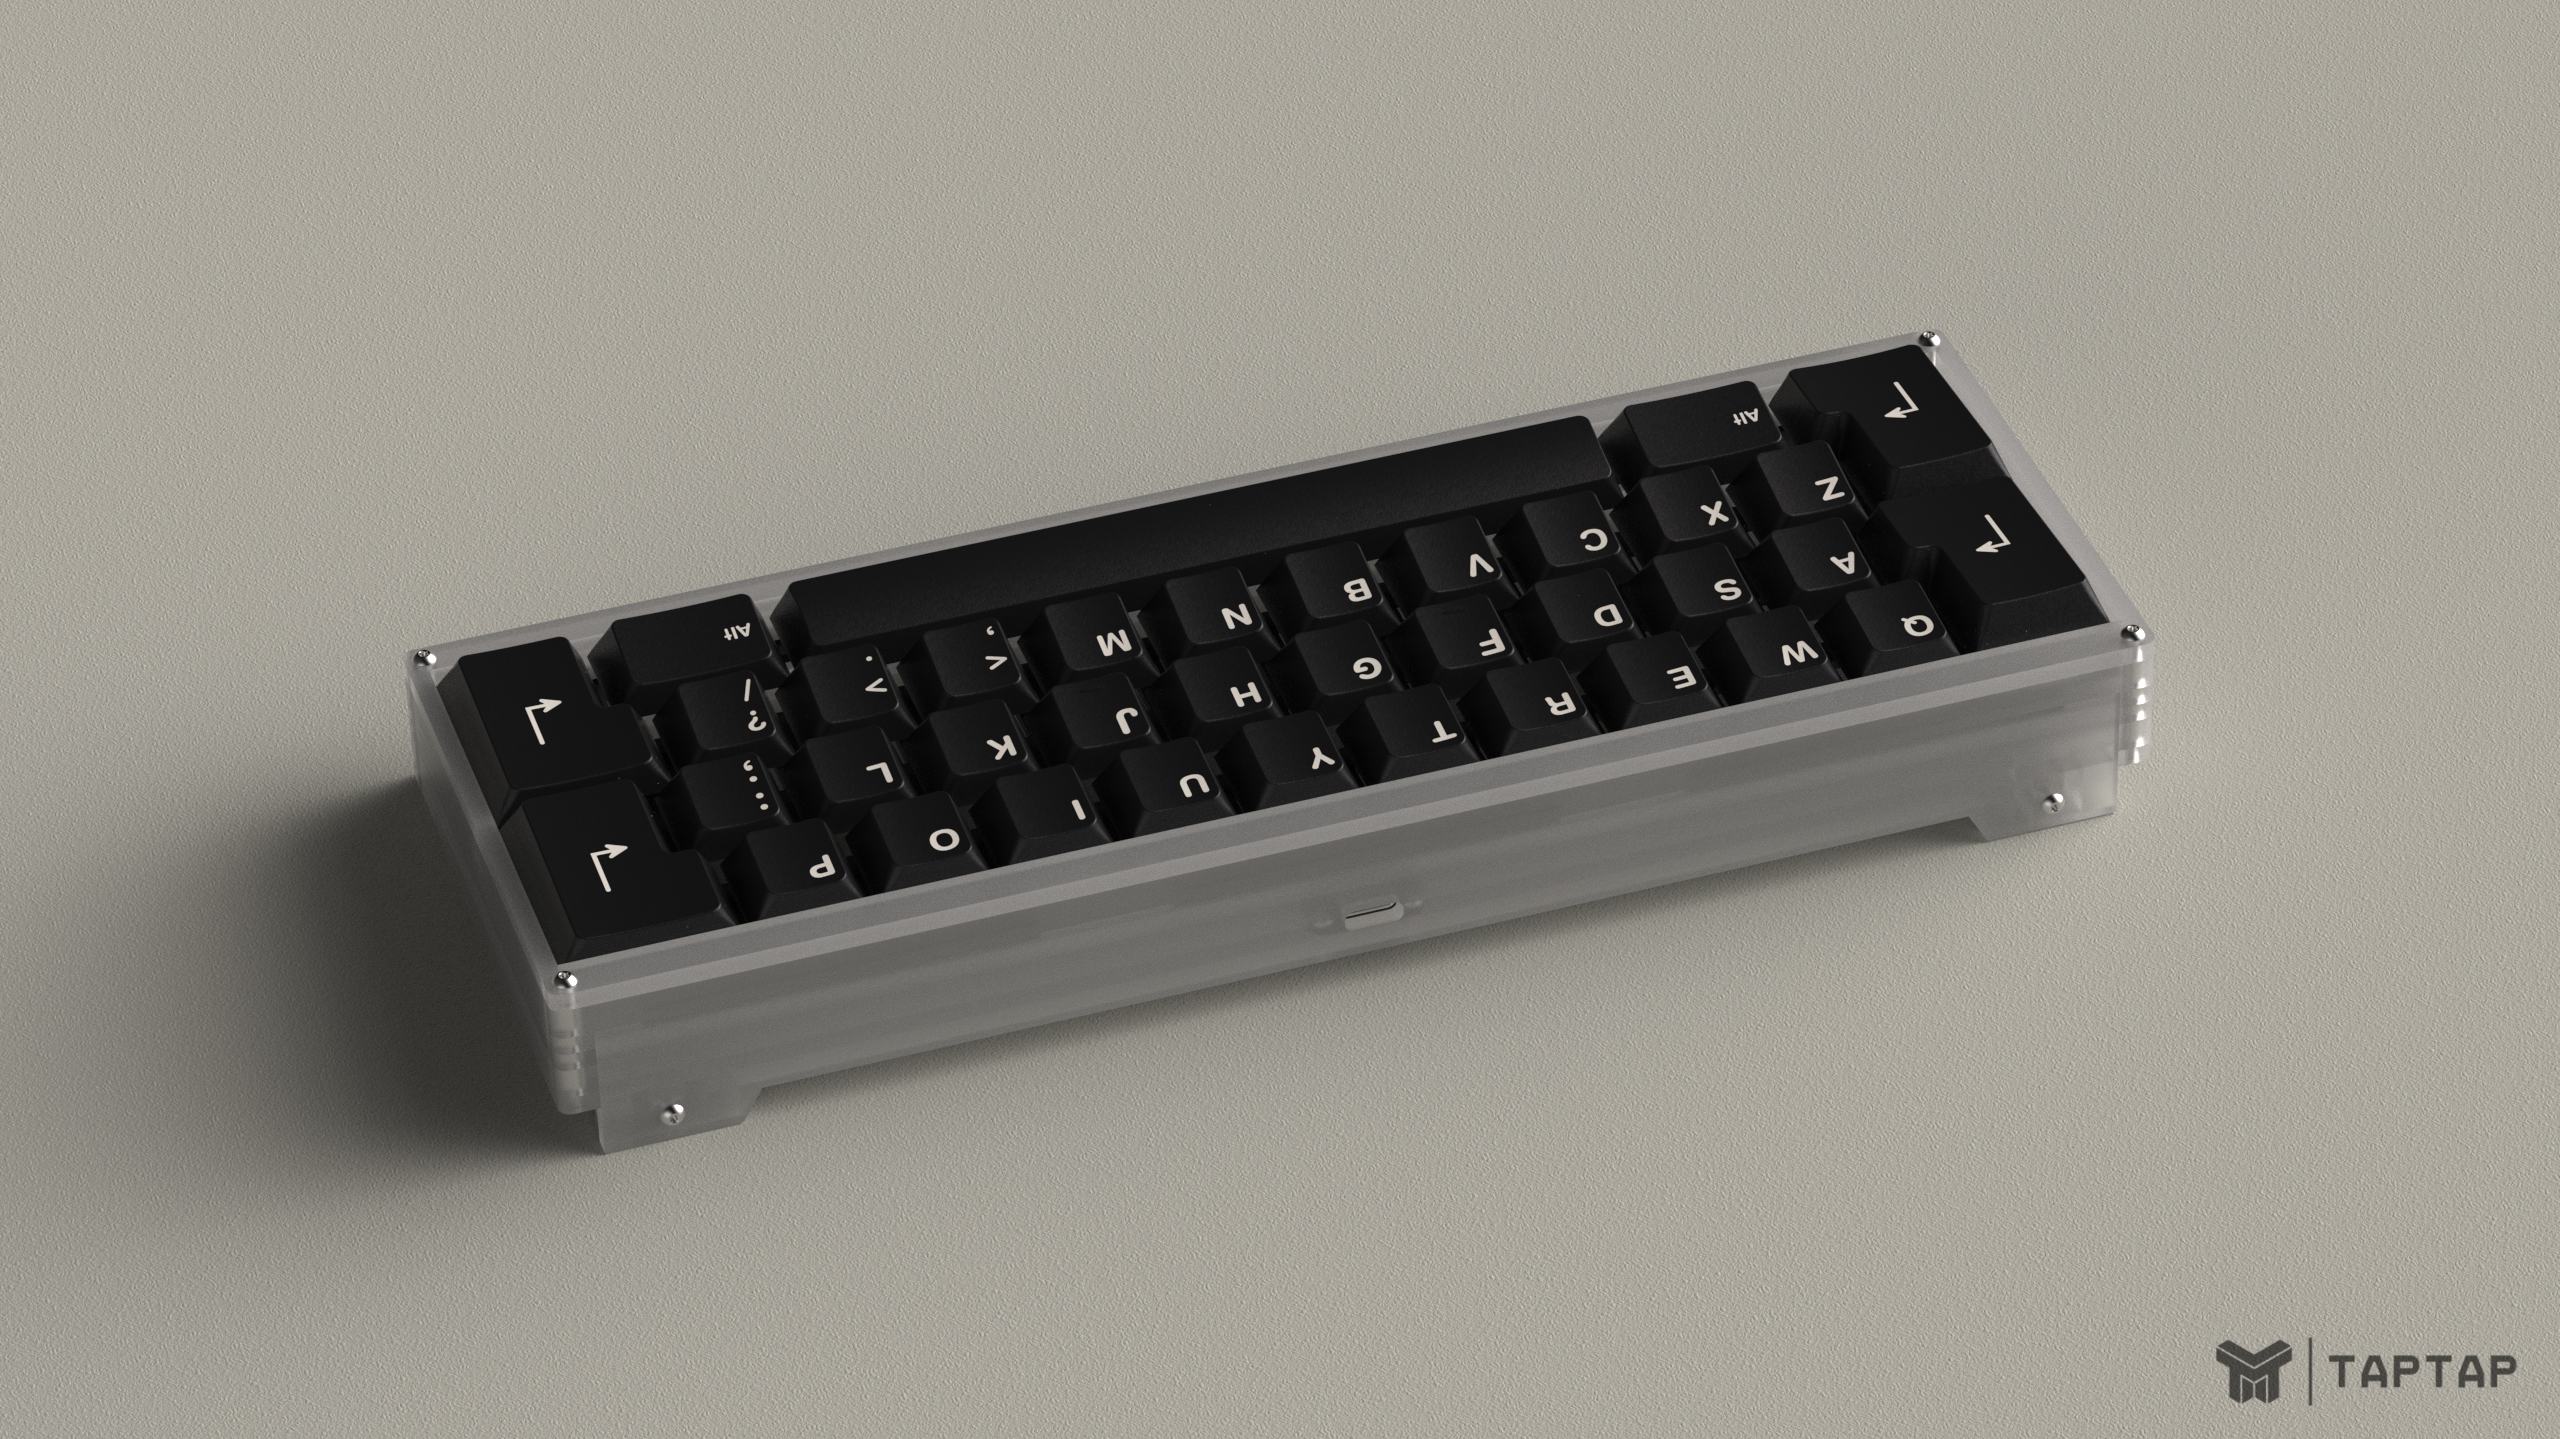 Q W E R T Y U I O P
A S D F G H J K L : ;
Z X C V B N M < , > . ? /
Alt Alt
TAPTAP